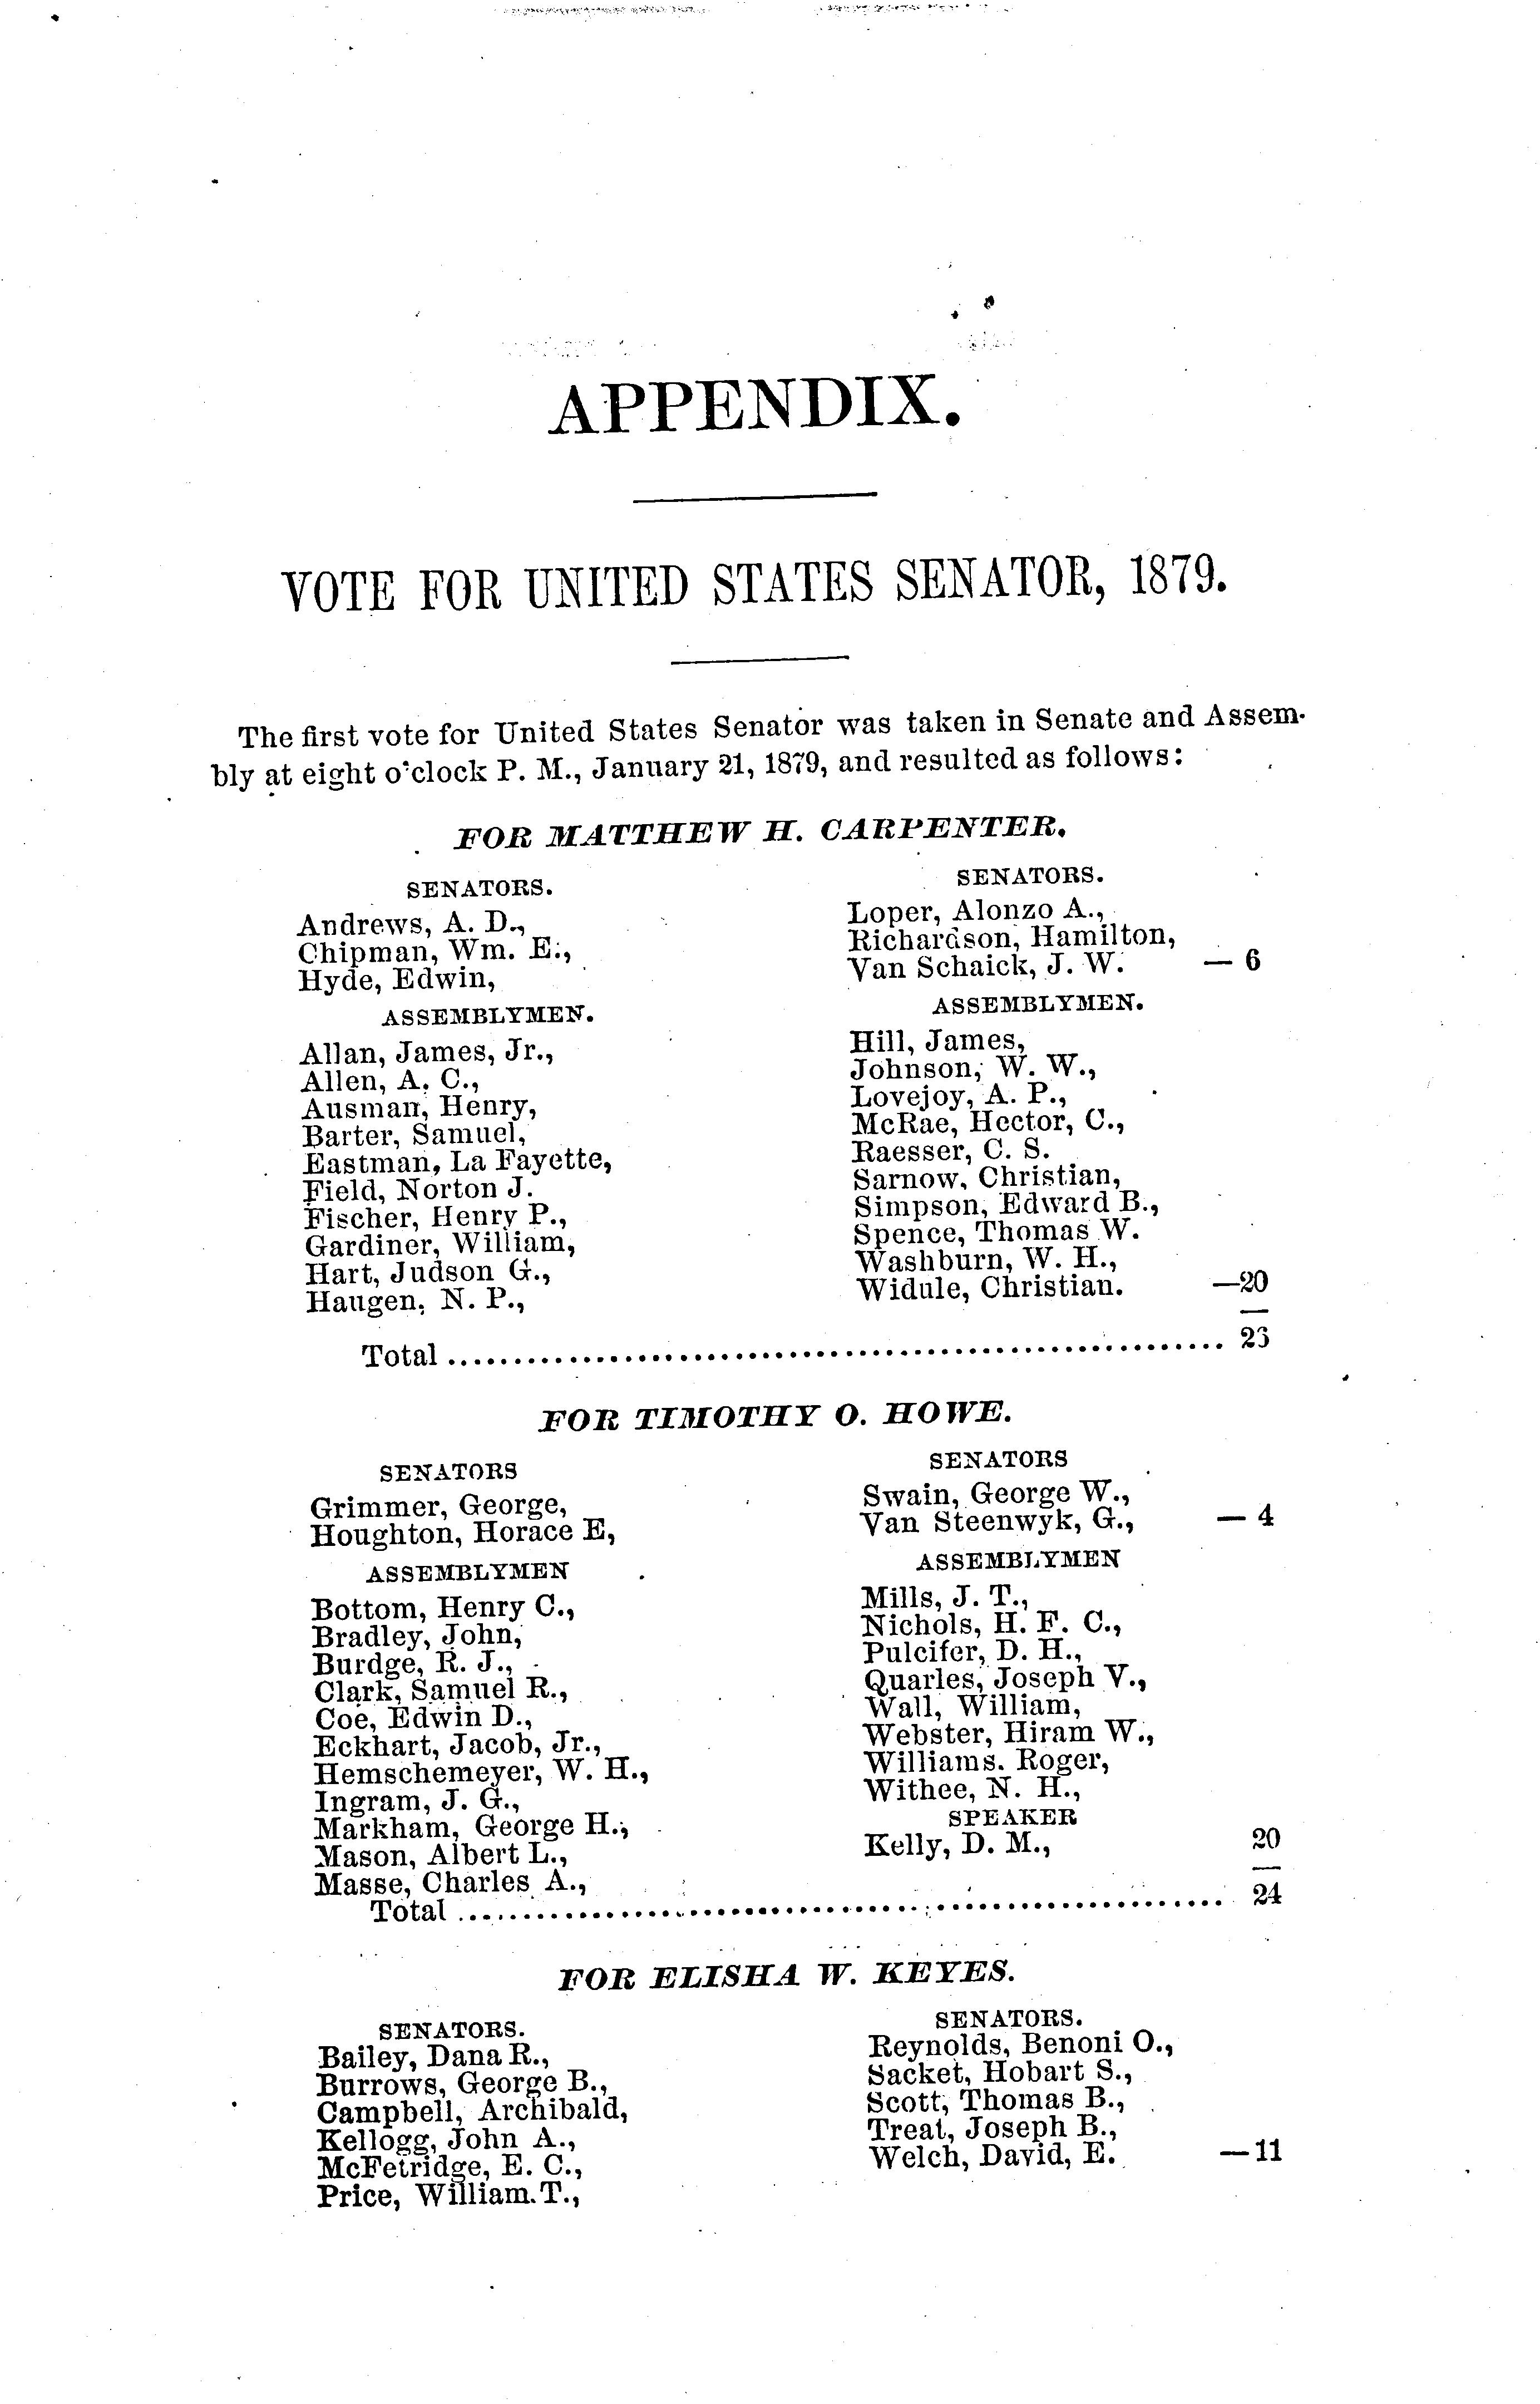 APPENDIX.
VOTE FOR UNITED STATES SENATOR, 1879.
The first vote for United States Senator was taken in Senate and Assem-
bly at eight o'clock P. M., January 21, 1879, and resulted as follows:
FOR MATTHEW H. CARPENTER.
SENATORS.
Andrews, A. D.,
Chipman, Wm. E.,
Hyde, Edwin,
SENATORS.
Loper, Alonzo A.,
Richardson, Hamilton,
Van Schaick, J. W. — 6
ASSEMBLYMEN.
Allan, James, Jr.,
Allen, A. C.,
Ausman, Henry,
Barter, Samuel,
Eastman, La Fayette,
Field, Norton J.
Fischer, Henry P.,
Gardiner, William,
Hart, Judson G.,
Haugen, N. P.,
ASSEMBLYMEN.
Hill, James,
Johnson, W. W.,
Lovejoy, A. P.,
McRae, Hector, C.,
Raesser, C. S.
Sarnow, Christian,
Simpson, Edward B.,
Spence, Thomas W.
Washburn, W. H.,
Widule, Christian. —20
Total
FOR TIMOTHY O. HOWE.
SENATORS
Grimmer, George,
Houghton, Horace E,
SENATORS
Swain, George W.,
Van Steenwyk, G., — 4
ASSEMBLYMEN
Bottom, Henry C.,
Bradley, John,
Burdge, R. J.,
Clark, Samuel R.,
Coe, Edwin D.,
Eckhart, Jacob, Jr.,
Hemschemeyer, W. H.,
Ingram, J. G.,
Markham, George H.,
Mason, Albert L.,
Masse, Charles A.,
ASSEMBLYMEN
Mills, J. T.,
Nichols, H. F. C.,
Pulcifer, D. H.,
Quarles, Joseph V.,
Wall, William,
Webster, Hiram W.,
Williams. Roger,
Withee, N. H.,
SPEAKER
Kelly, D. M., 20
Total ........ 24
FOR ELISHA W. KEYES.
SENATORS.
Bailey, Dana R.,
Burrows, George B.,
Campbell, Archibald,
Kellogg, John A.,
McFetridge, E. C.,
Price, William. T.,
SENATORS.
Reynolds, Benoni O.,
Sacket, Hobart S.,
Scott, Thomas B.,
Treat, Joseph B.,
Welch, David, E. —11